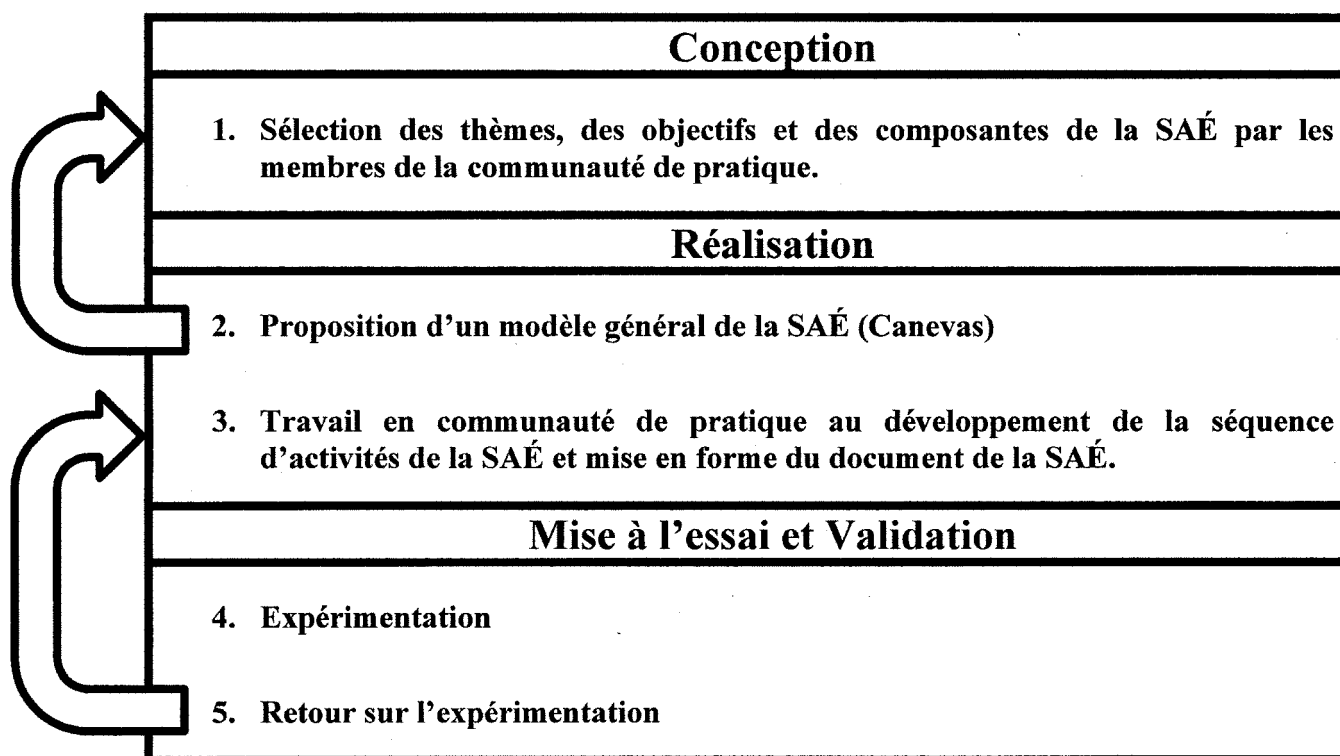 Conception
1. Sélection des thèmes, des objectifs et des composantes de la SAÉ par les
membres de la communauté de pratique.
Réalisation
2. Proposition d'un modèle général de la SAÉ (Canevas)
3. Travail en communauté de pratique au développement de la séquence
d'activités de la SAÉ et mise en forme du document de la SAÉ.
Mise à l'essai et Validation
4. Expérimentation
5. Retour sur l'expérimentation